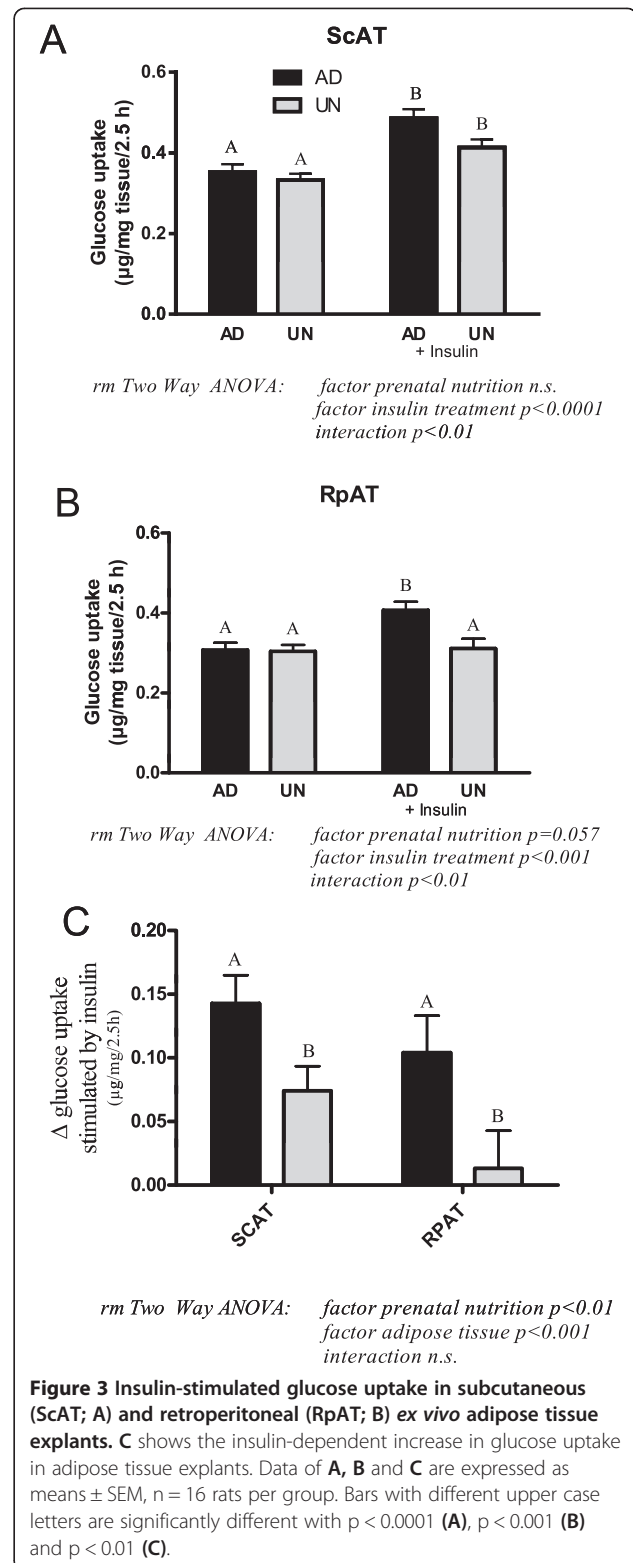 A
ScAT
AD
UN
Glucose uptake
(µg/mg tissue/2.5 h)
0.6
0.4
0.2
0.0
A
A
B
B
AD UN AD UN
+ Insulin
rm Two Way ANOVA: factor prenatal nutrition n.s.
factor insulin treatment p<0.0001
interaction p<0.01
B
RpAT
Glucose uptake
(µg/mg tissue/2.5 h)
0.6
0.4
0.2
0.0
A
A
B
A
AD UN AD UN
+ Insulin
rm Two Way ANOVA: factor prenatal nutrition p=0.057
factor insulin treatment p<0.001
interaction p<0.01
C
Δ glucose uptake
stimulated by insulin
(µg/mg/2.5h)
0.20
0.15
0.10
0.05
0.00
A
B
A
B
SCAT
RPAT
rm Two Way ANOVA: factor prenatal nutrition p<0.01
factor adipose tissue p<0.001
interaction n.s.
Figure 3 Insulin-stimulated glucose uptake in subcutaneous
(ScAT; A) and retroperitoneal (RpAT; B) ex vivo adipose tissue
explants. C shows the insulin-dependent increase in glucose uptake
in adipose tissue explants. Data of A, B and C are expressed as
means ± SEM, n = 16 rats per group. Bars with different upper case
letters are significantly different with p < 0.0001 (A), p < 0.001 (B)
and p < 0.01 (C).